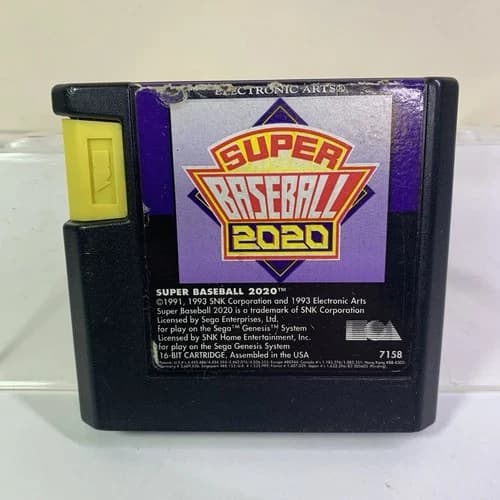 ELECTRONIC ARTS®
SUPER
BASEBALL
2020
SUPER BASEBALL 2020™
©1991, 1993 SNK Corporation and 1993 Electronic Arts
Super Baseball 2020 is a trademark of SNK Corporation
Licensed by Sega Enterprises, Ltd.
for play on the Sega™ Genesis™ System
Licensed by SNK Home Entertainment, Inc.
for play on the Sega Genesis System
16-BIT CARTRIDGE, Assembled in the USA
EA
7158